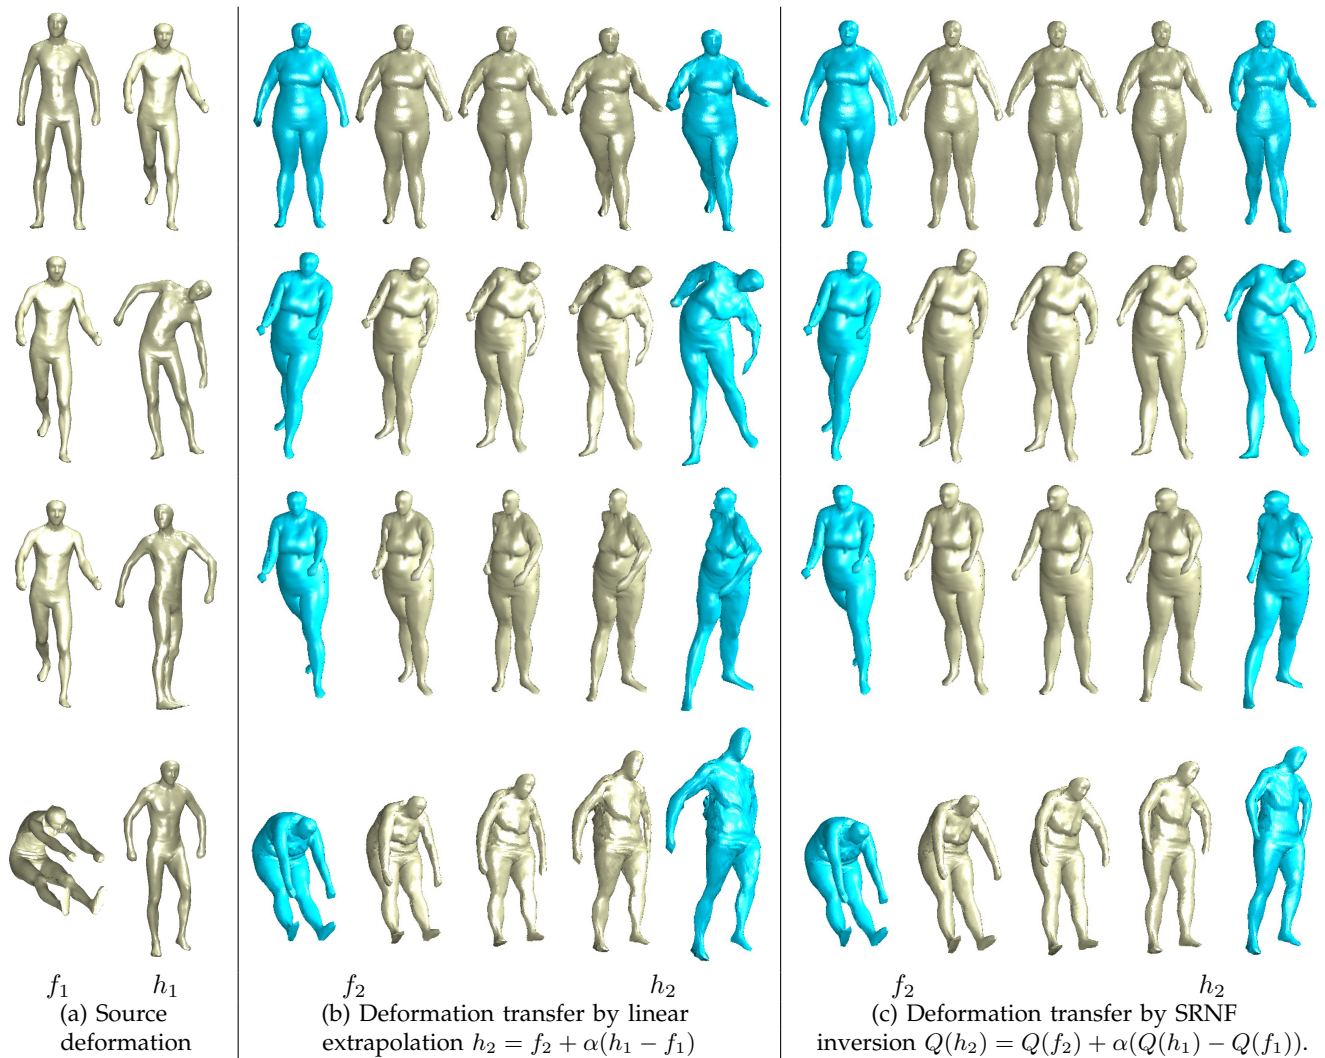 f₁ h₁
(a) Source
deformation
f₂ h₂
(b) Deformation transfer by linear
extrapolation h₂ = f₂ + α(h₁ − f₁)
f₂ h₂
(c) Deformation transfer by SRNF
inversion Q(h₂) = Q(f₂) + α(Q(h₁) − Q(f₁)).